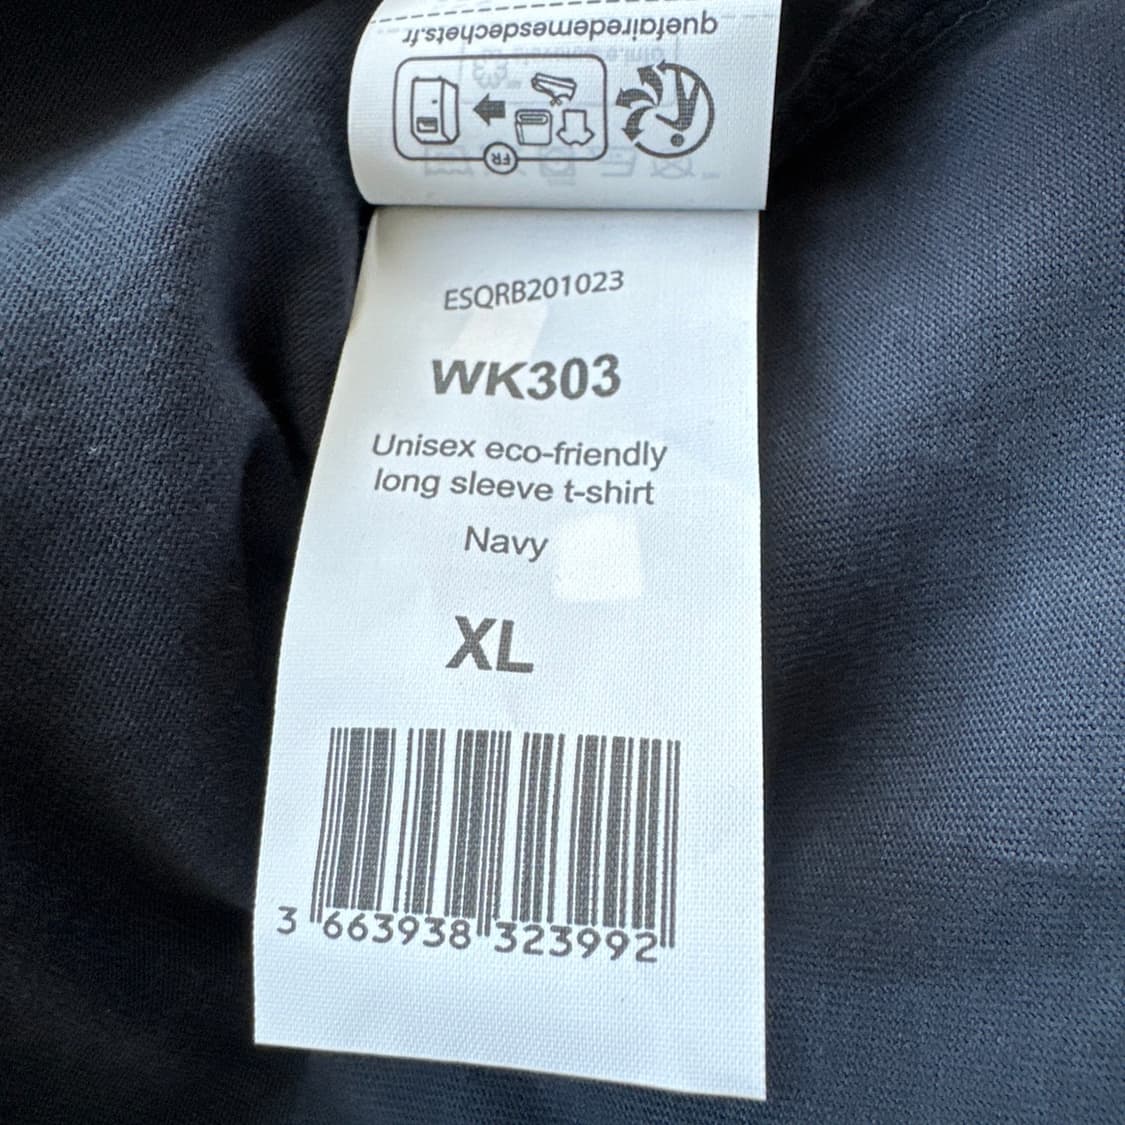 quefairedemesdechets.fr
FR
ESQRB201023
WK303
Unisex eco-friendly
long sleeve t-shirt
Navy
XL
3 663938 323992